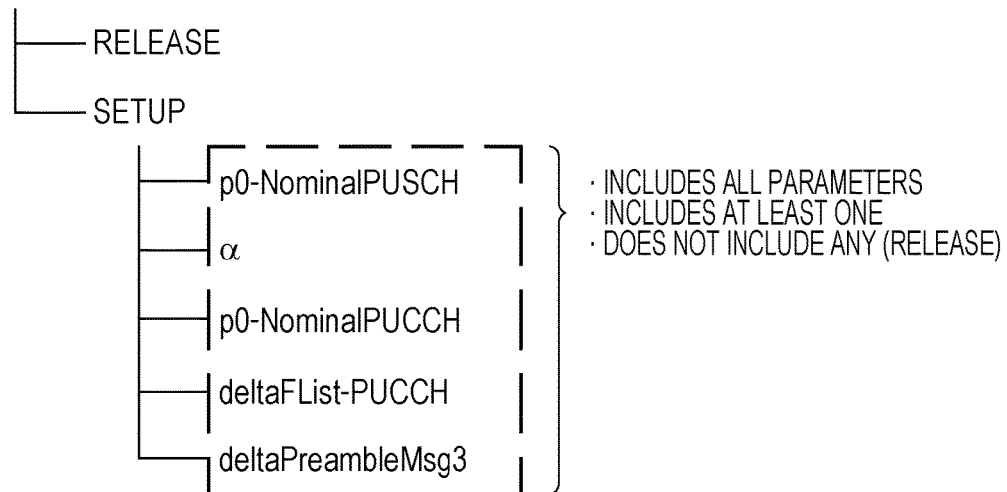 RELEASE
SETUP
p0-NominalPUSCH
α
p0-NominalPUCCH
deltaFList-PUCCH
deltaPreambleMsg3
· INCLUDES ALL PARAMETERS
· INCLUDES AT LEAST ONE
· DOES NOT INCLUDE ANY (RELEASE)